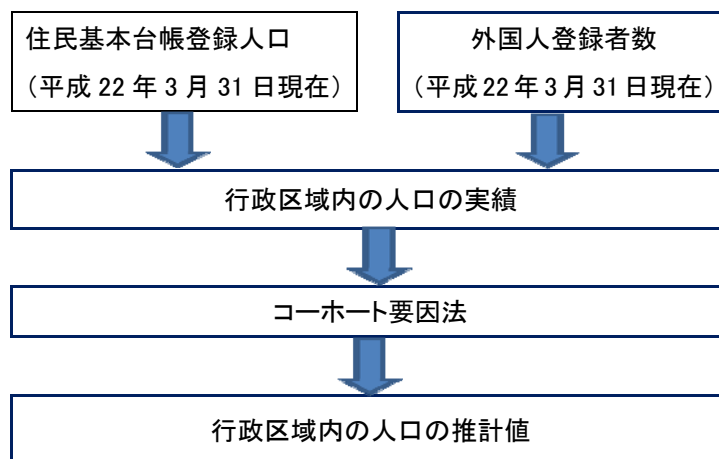 住民基本台帳登録人口
（平成 22 年 3 月 31 日現在）
外国人登録者数
（平成 22 年 3 月 31 日現在）
行政区域内の人口の実績
コーホート要因法
行政区域内の人口の推計値